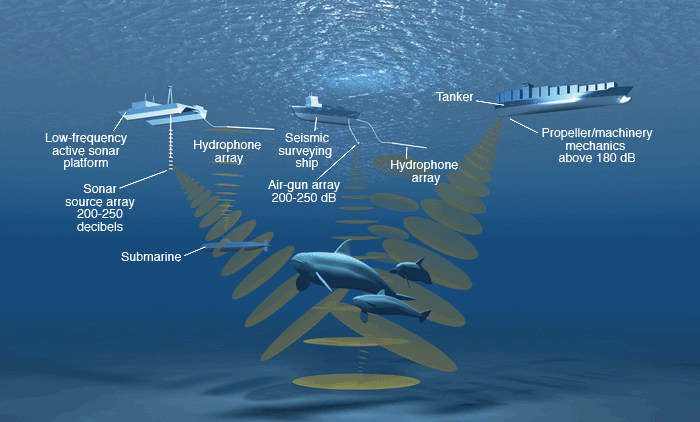 Tanker
Low-frequency
active sonar
platform
Hydrophone
array
Seismic
surveying
ship
Propeller/machinery
mechanics
above 180 dB
Hydrophone
array
Air-gun array
200-250 dB
Sonar
source array
200-250
decibels
Submarine